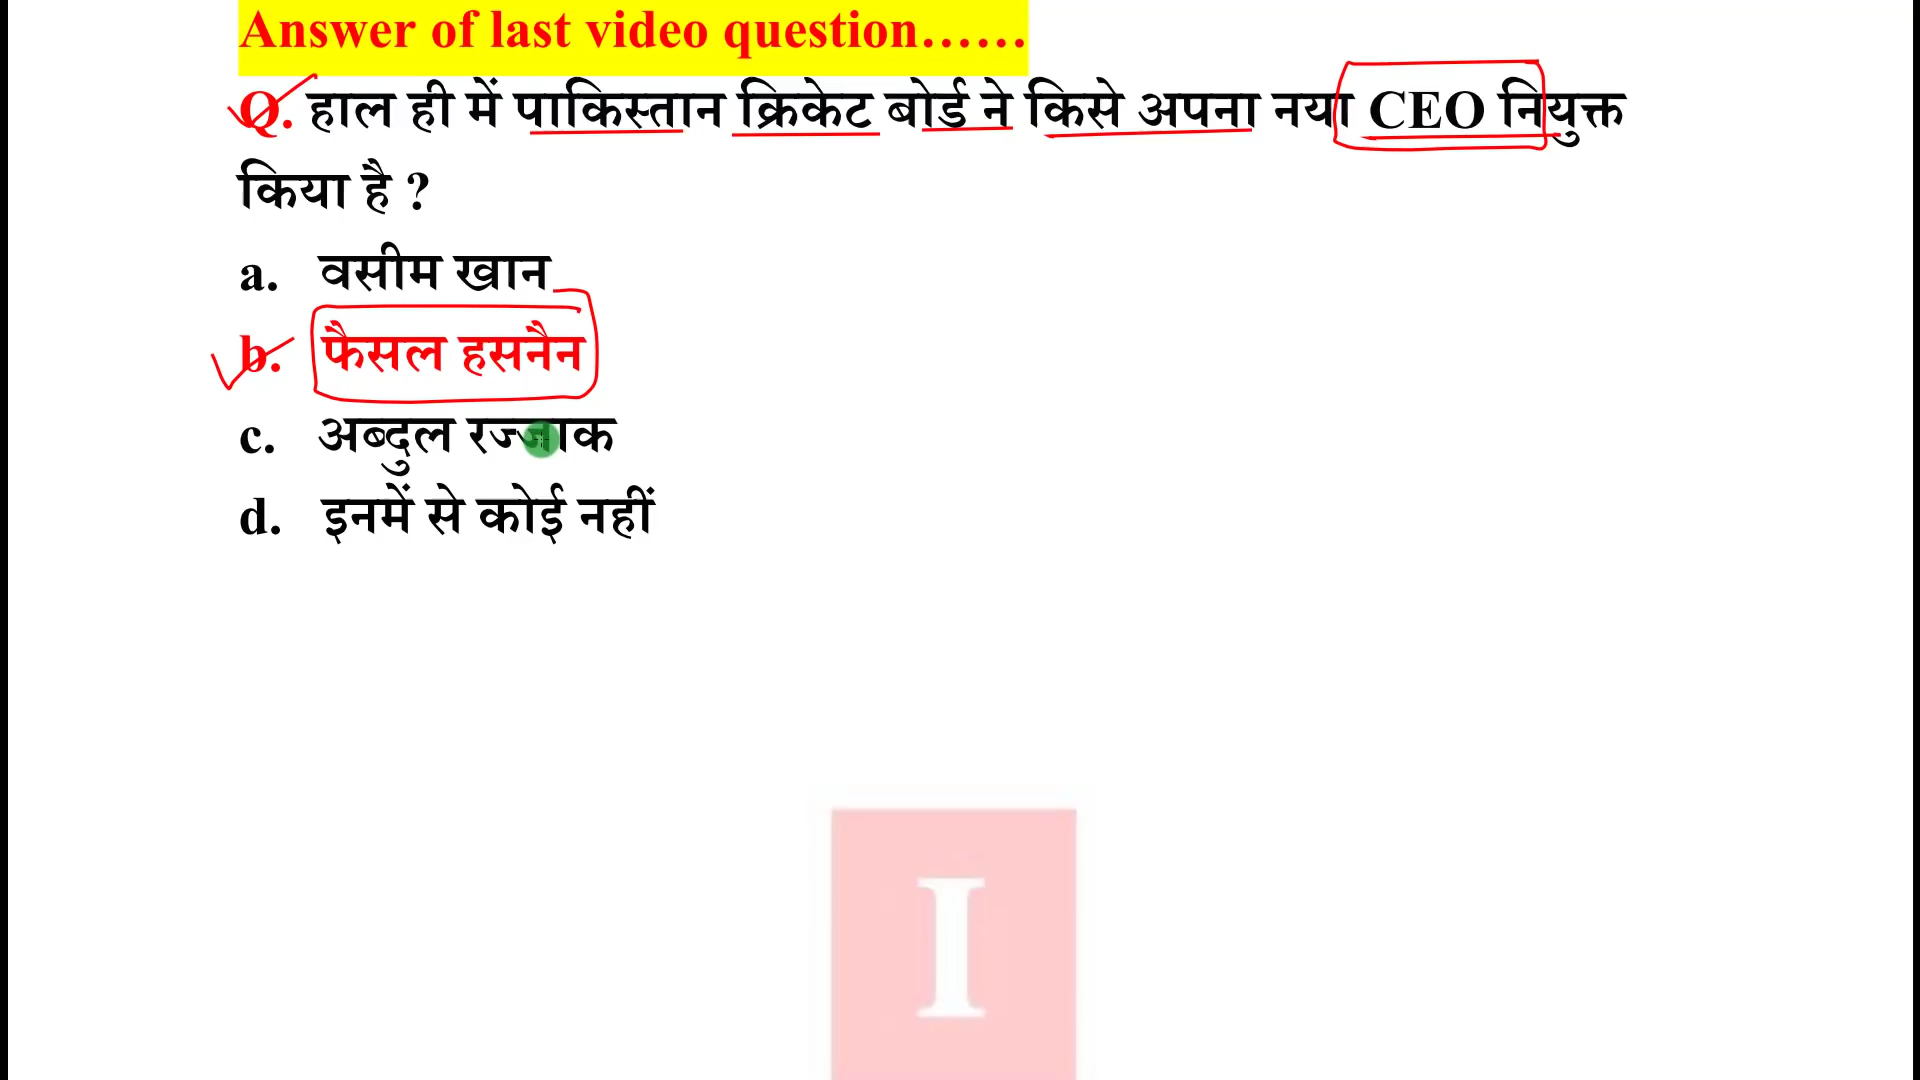 Answer of last video question……
Q. हाल ही में पाकिस्तान क्रिकेट बोर्ड ने किसे अपना नया CEO नियुक्त
किया है ?
a. वसीम खान
b. फैसल हसनैन
c. अब्दुल रज्जाक
d. इनमें से कोई नहीं
I